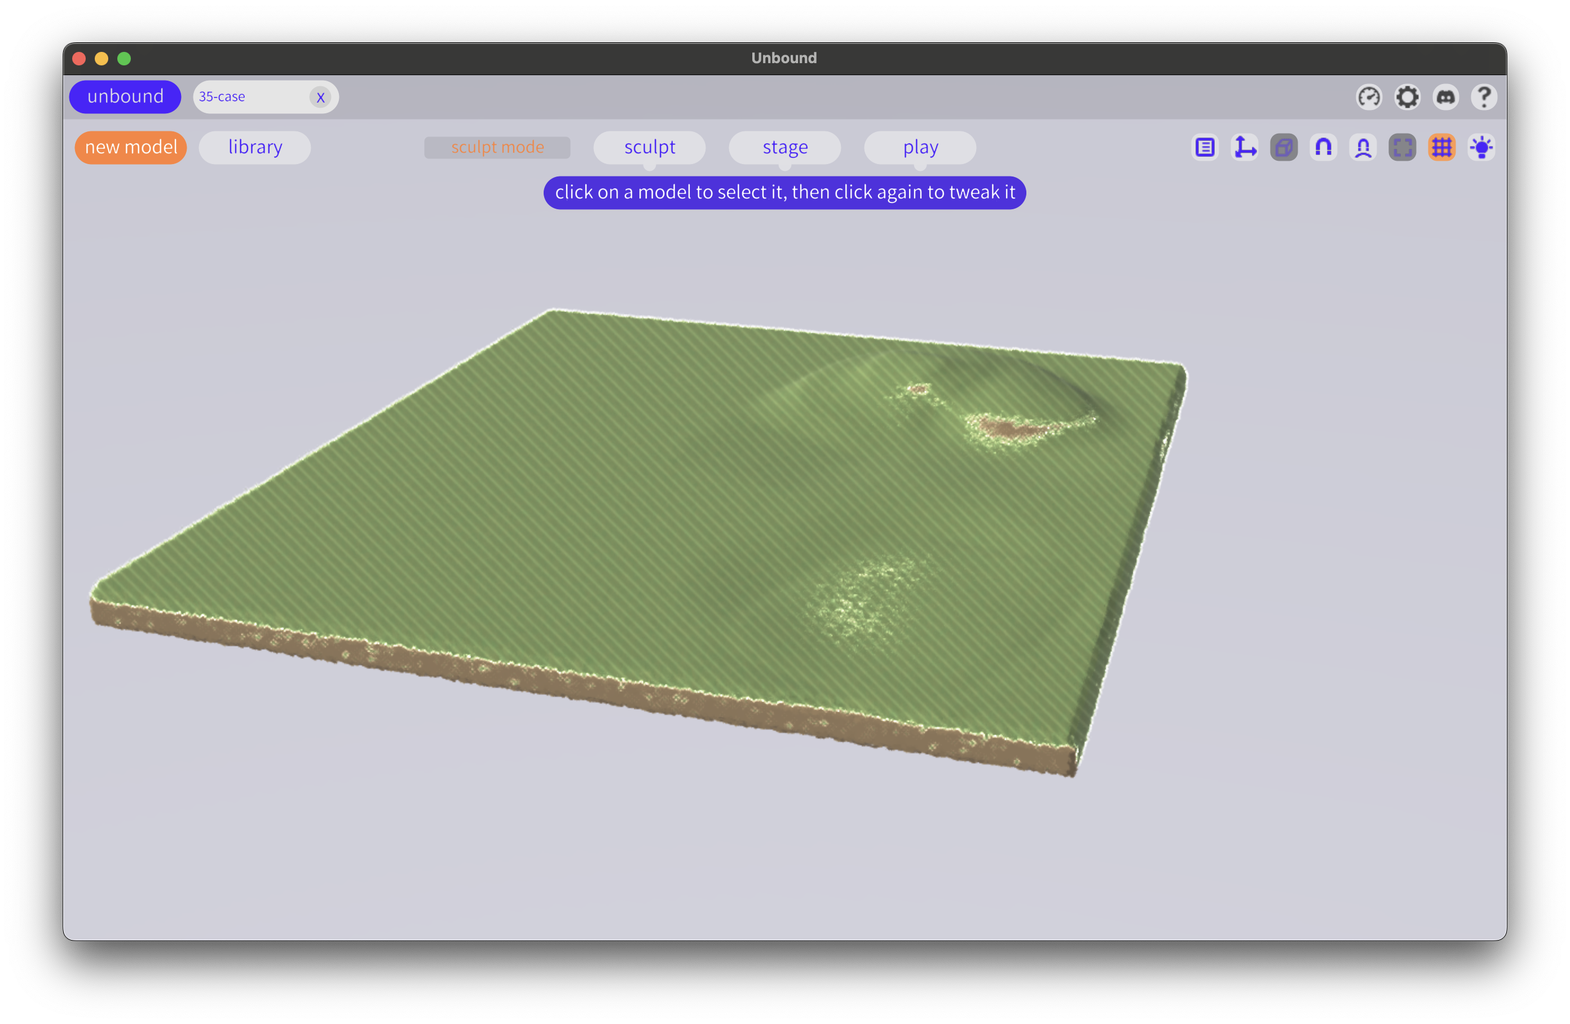 Unbound
unbound
35-case X
?
new model library sculpt mode sculpt stage play
click on a model to select it, then click again to tweak it